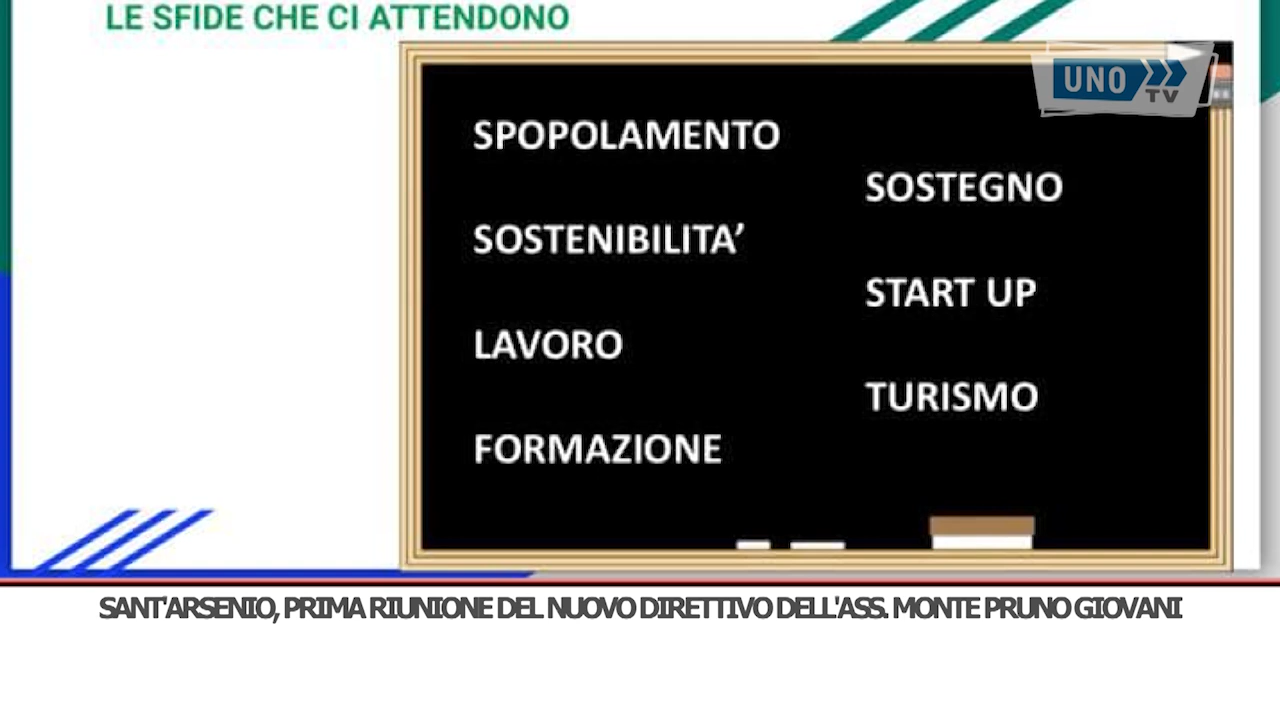 LE SFIDE CHE CI ATTENDONO
UNO
TV
SPOPOLAMENTO
SOSTEGNO
SOSTENIBILITA’
START UP
LAVORO
TURISMO
FORMAZIONE
SANT'ARSENIO, PRIMA RIUNIONE DEL NUOVO DIRETTIVO DELL'ASS. MONTE PRUNO GIOVANI